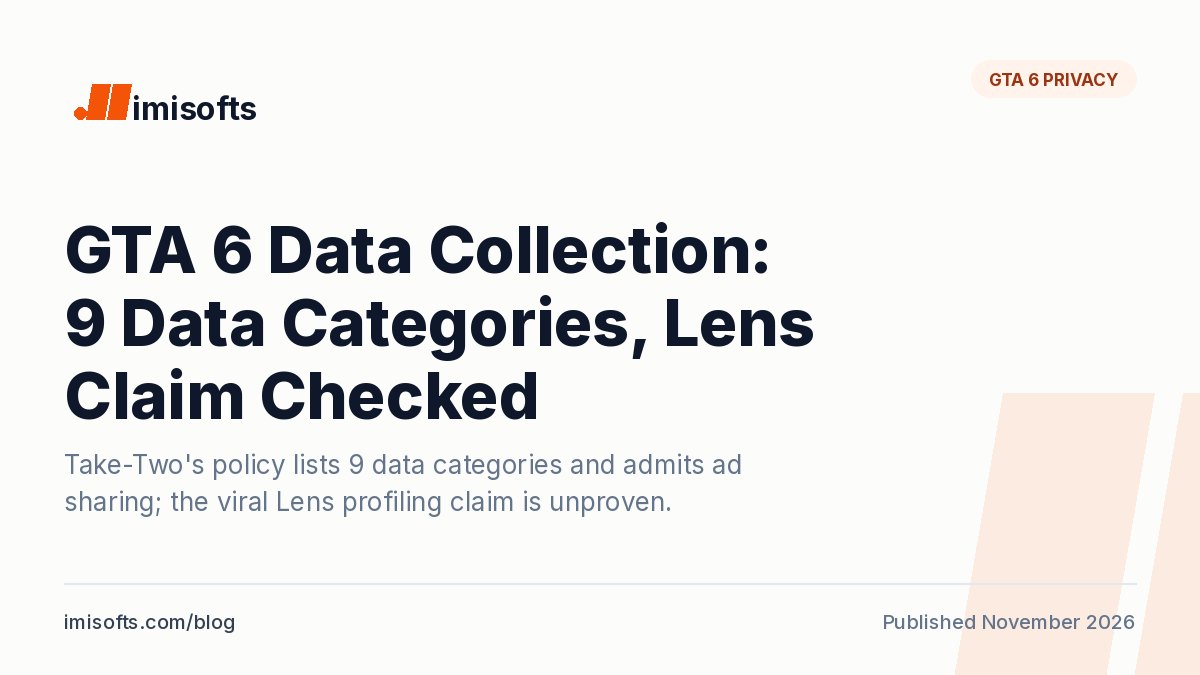 imisofts
GTA 6 PRIVACY
GTA 6 Data Collection:
9 Data Categories, Lens
Claim Checked
Take-Two's policy lists 9 data categories and admits ad
sharing; the viral Lens profiling claim is unproven.
imisofts.com/blog
Published November 2026